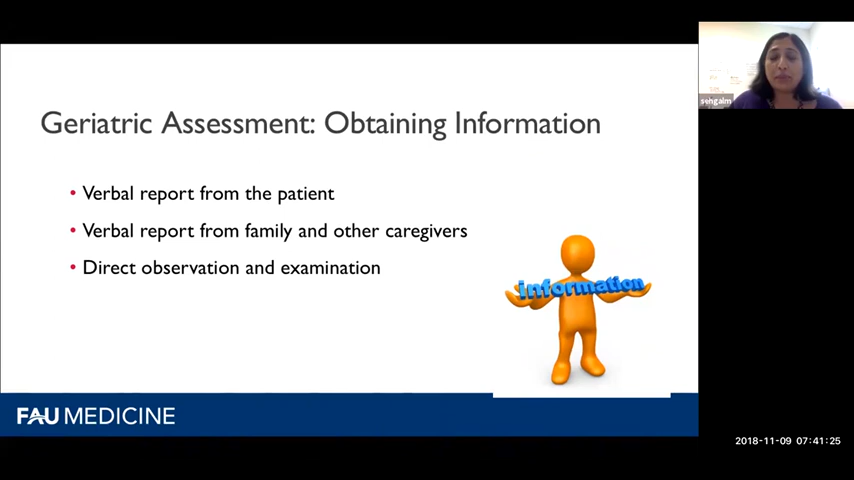 Geriatric Assessment: Obtaining Information
• Verbal report from the patient
• Verbal report from family and other caregivers
• Direct observation and examination
information
FAU MEDICINE
sehgalm
2018-11-09 07:41:25